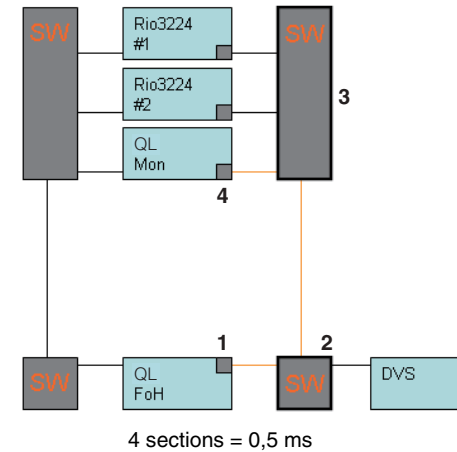 SW
Rio3224
#1
SW
Rio3224
#2
3
QL
Mon
4
1
2
SW
QL
FoH
SW
DVS
4 sections = 0,5 ms